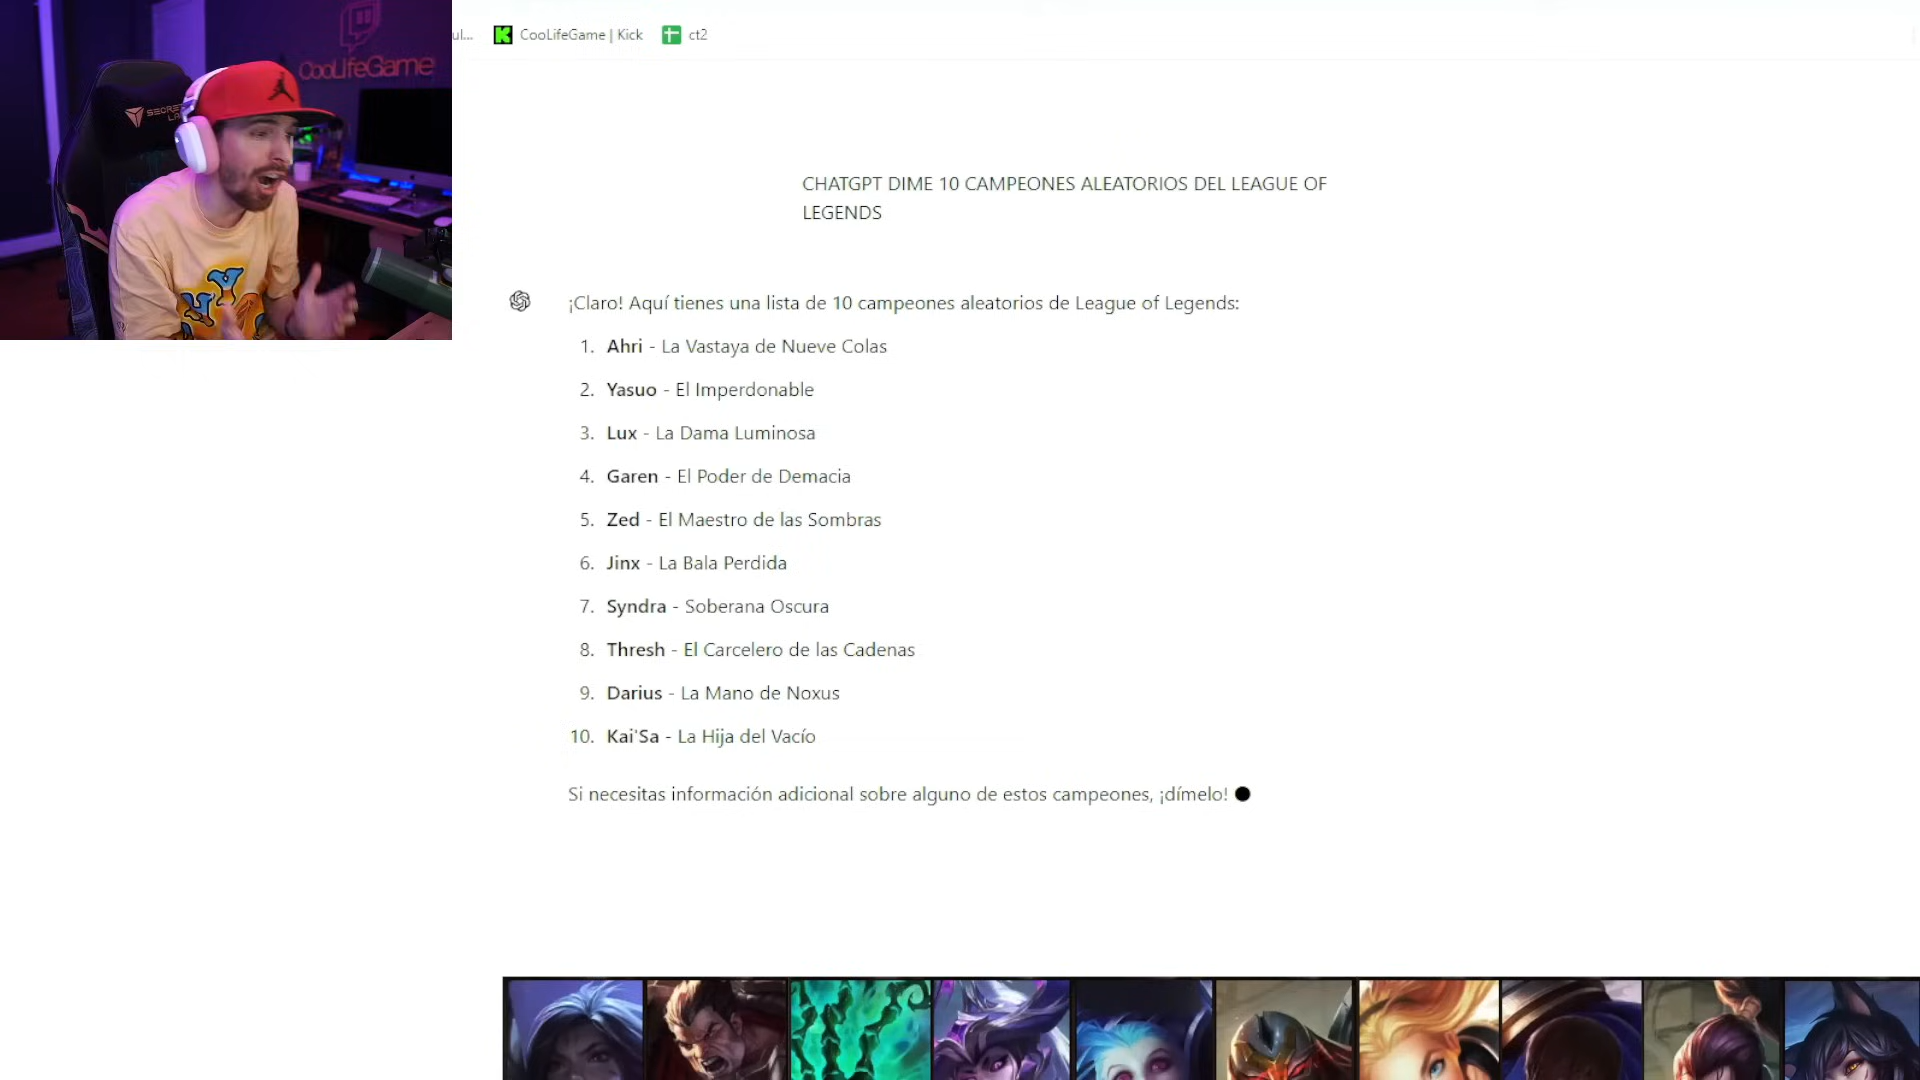 CooLifeGame
SECRET
LA
ul...
CooLifeGame | Kick
ct2
CHATGPT DIME 10 CAMPEONES ALEATORIOS DEL LEAGUE OF
LEGENDS
¡Claro! Aquí tienes una lista de 10 campeones aleatorios de League of Legends:
1. Ahri - La Vastaya de Nueve Colas
2. Yasuo - El Imperdonable
3. Lux - La Dama Luminosa
4. Garen - El Poder de Demacia
5. Zed - El Maestro de las Sombras
6. Jinx - La Bala Perdida
7. Syndra - Soberana Oscura
8. Thresh - El Carcelero de las Cadenas
9. Darius - La Mano de Noxus
10. Kai'Sa - La Hija del Vacío
Si necesitas información adicional sobre alguno de estos campeones, ¡dímelo!